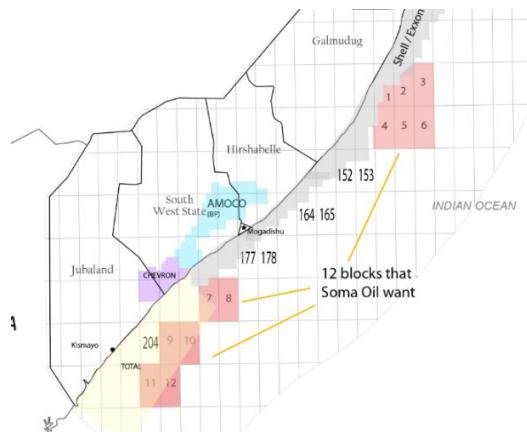 Galmudug
Shell / Exxon
3
2
1
4 5 6
Hirshabelle
152 153
INDIAN OCEAN
South
West State
AMOCO
(BP)
164 165
Mogadishu
177 178
Jubaland
CHEVRON
12 blocks that
Soma Oil want
7 8
A
Kismayo
204 9 10
TOTAL
11 12